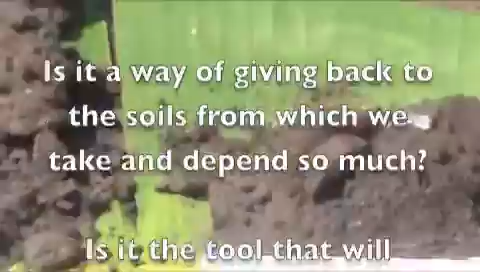 Is it a way of giving back to
the soils from which we
take and depend so much?
Is it the tool that will